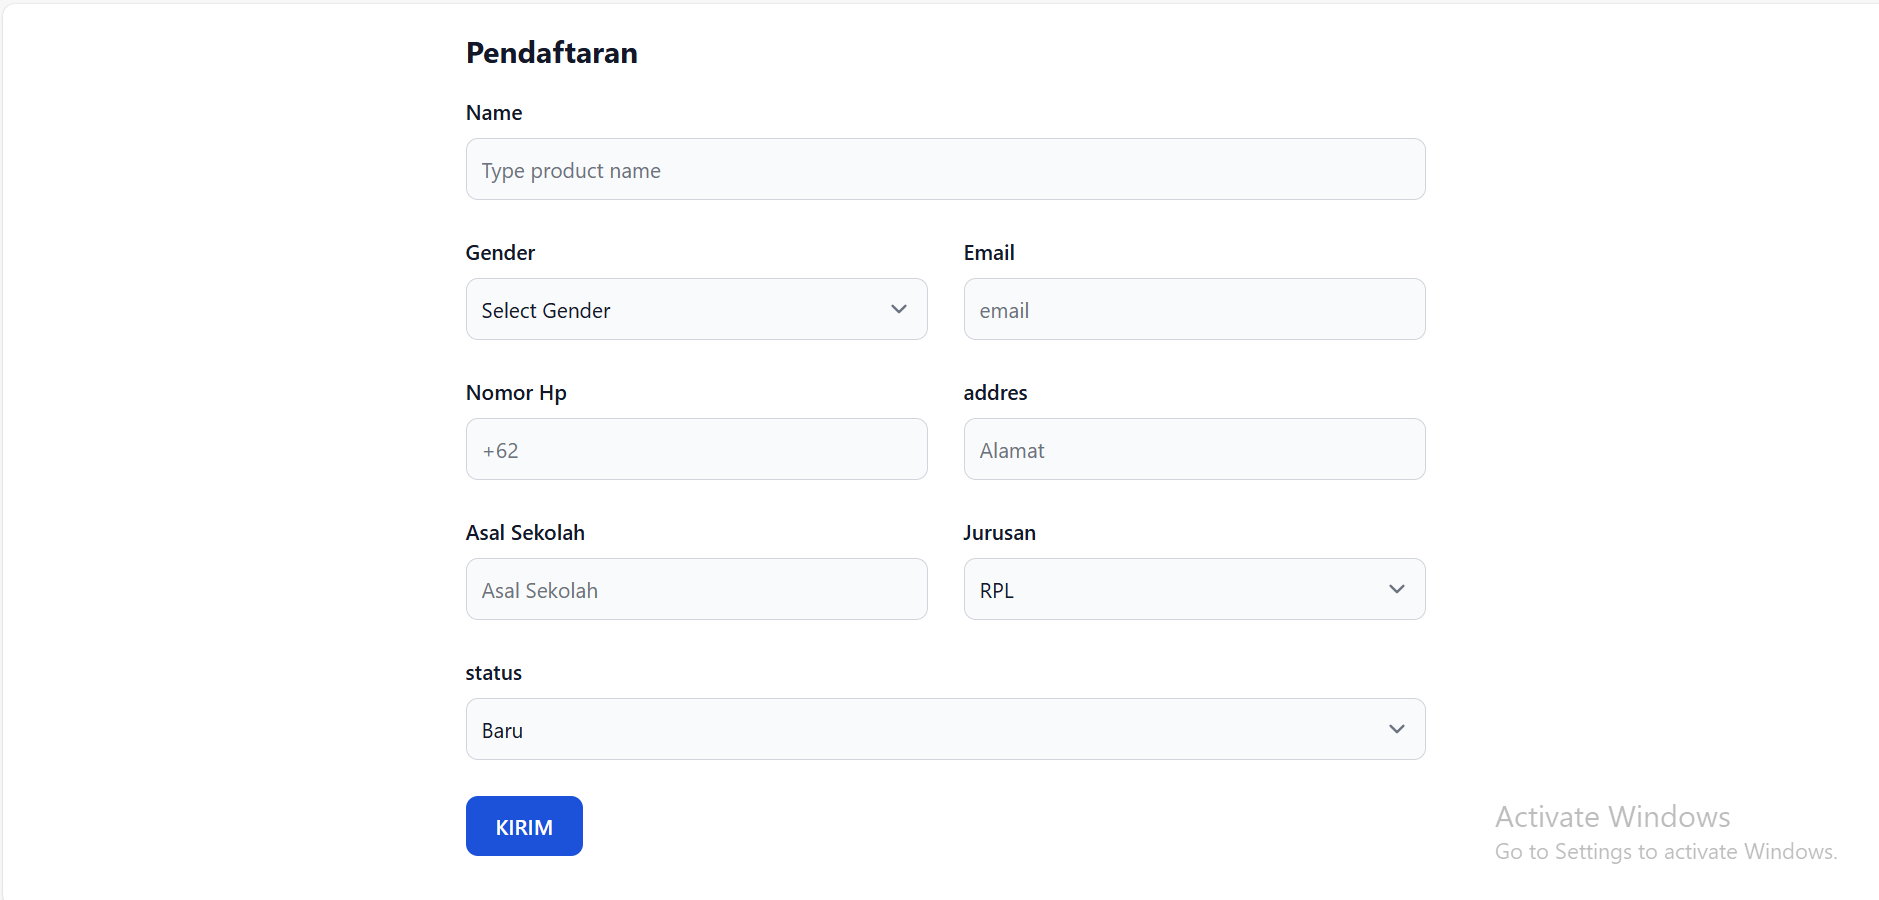 Pendaftaran
Name
Type product name
Gender
Email
Select Gender
email
Nomor Hp
addres
+62
Alamat
Asal Sekolah
Jurusan
Asal Sekolah
RPL
status
Baru
KIRIM
Activate Windows
Go to Settings to activate Windows.